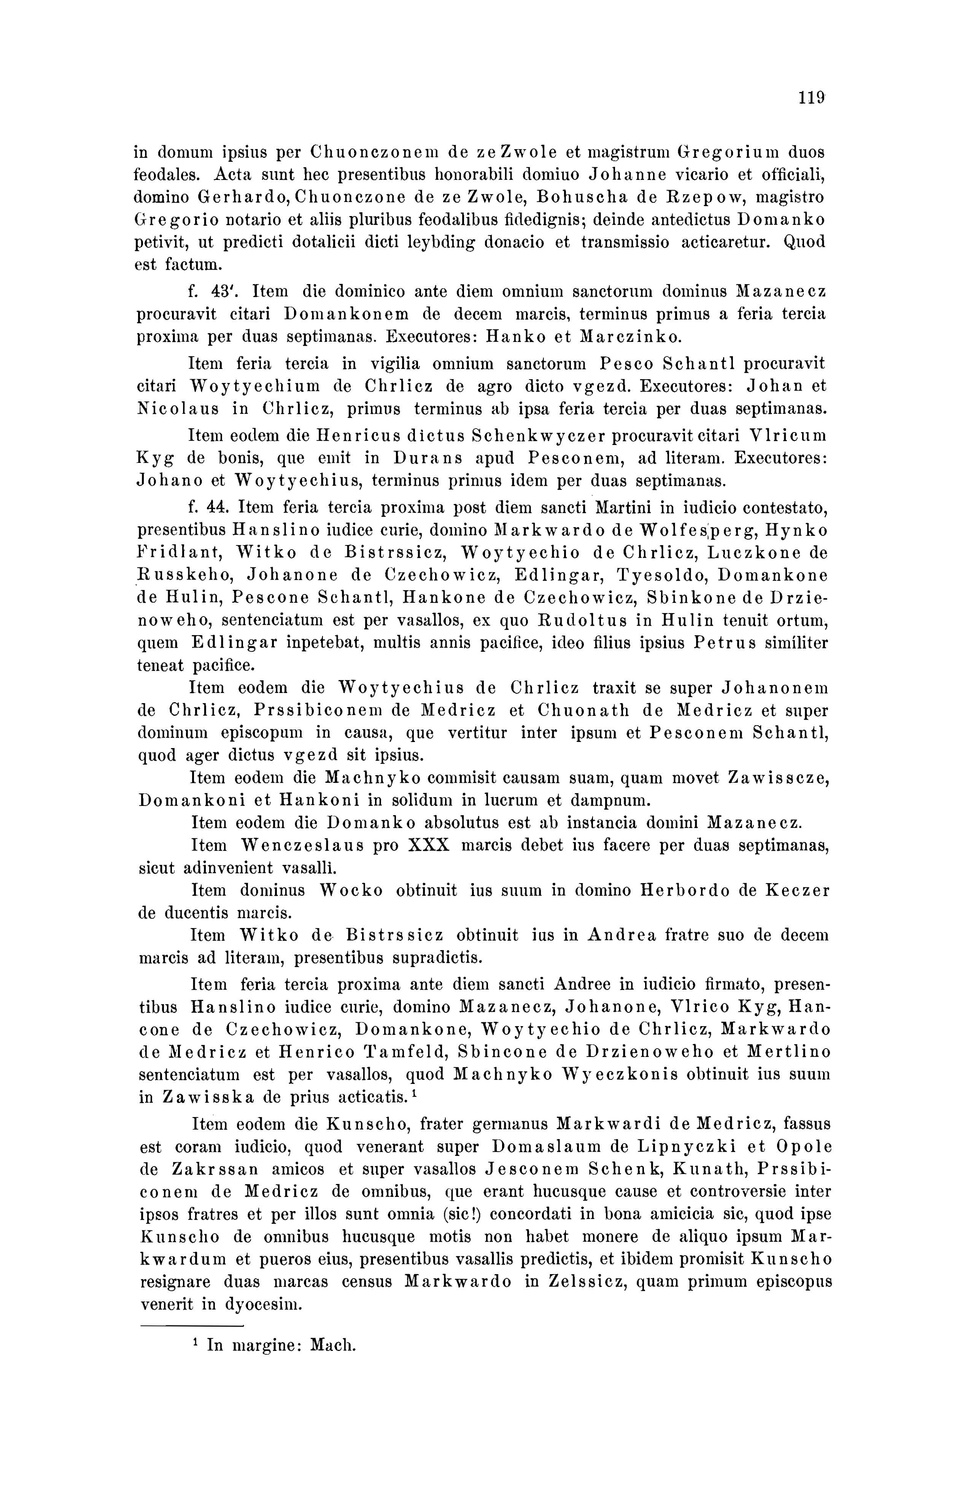 119
in domum ipsius per Chuonczonem de ze Zwole et magistrum Gregorium duos
feodales. Acta sunt hec presentibus honorabili domiuo Johanne vicario et officiali,
domino Gerhardo, Chuonczone de ze Zwole, Bohuscha de Rzepow, magistro
Gregorio notario et aliis pluribus feodalibus fidedignis; deinde antedictus Domanko
petivit, ut predicti dotalicii dicti leybding donacio et transmissio acticaretur. Quod
est factum.
f. 43'. Item die dominico ante diem omnium sanctorum dominus Mazanecz
procuravit citari Domankonem de decem marcis, terminus primus a feria tercia
proxima per duas septimanas. Executores: Hanko et Marczinko.
Item feria tercia in vigilia omnium sanctorum Pesco Schantl procuravit
citari Woytyechium de Chrlicz de agro dicto vgezd. Executores: Johan et
Nicolaus in Chrlicz, primus terminus ab ipsa feria tercia per duas septimanas.
Item eodem die Henricus dictus Schenkwyczer procuravit citari Vlricum
Kyg de bonis, que emit in Durans apud Pesconem, ad literam. Executores:
Johano et Woytyechius, terminus primus idem per duas septimanas.
f. 44. Item feria tercia proxima post diem sancti Martini in iudicio contestato,
presentibus Hanslino iudice curie, domino Markwardo de Wolfesperg, Hynko
Fridlant, Witko de Bistrssicz, Woytyechio de Chrlicz, Luczkone de
Russkeho, Johanone de Czechowicz, Edlingar, Tyesoldo, Domankone
de Hulin, Pescone Schantl, Hankone de Czechowicz, Sbinkone de Drzie-
noweho, sentenciatum est per vasallos, ex quo Rudoltus in Hulin tenuit ortum,
quem Edlingar inpetebat, multis annis pacifice, ideo filius ipsius Petrus similiter
teneat pacifice.
Item eodem die Woytyechius de Chrlicz traxit se super Johanonem
de Chrlicz, Prssibiconem de Medricz et Chuonath de Medricz et super
dominum episcopum in causa, que vertitur inter ipsum et Pesconem Schantl,
quod ager dictus vgezd sit ipsius.
Item eodem die Machnyko commisit causam suam, quam movet Zawisscze,
Domankoni et Hankoni in solidum in lucrum et dampnum.
Item eodem die Domanko absolutus est ab instancia domini Mazanecz.
Item Wenczeslaus pro XXX marcis debet ius facere per duas septimanas,
sicut adinvenient vasalli.
Item dominus Wocko obtinuit ius suum in domino Herbordo de Keczer
de ducentis marcis.
Item Witko de Bistrssicz obtinuit ius in Andrea fratre suo de decem
marcis ad literam, presentibus supradictis.
Item feria tercia proxima ante diem sancti Andree in iudicio firmato, presen-
tibus Hanslino iudice curie, domino Mazanecz, Johanone, Vlrico Kyg, Han-
cone de Czechowicz, Domankone, Woytyechio de Chrlicz, Markwardo
de Medricz et Henrico Tamfeld, Sbincone de Drzienoweho et Mertlino
sentenciatum est per vasallos, quod Machnyko Wyeczkonis obtinuit ius suum
in Zawisska de prius acticatis.¹
Item eodem die Kunscho, frater germanus Markwardi de Medricz, fassus
est coram iudicio, quod venerant super Domaslaum de Lipnyczki et Opole
de Zakrssan amicos et super vasallos Jesconem Schenk, Kunath, Prssibi-
conem de Medricz de omnibus, que erant hucusque cause et controversie inter
ipsos fratres et per illos sunt omnia (sic!) concordati in bona amicicia sic, quod ipse
Kunscho de omnibus hucusque motis non habet monere de aliquo ipsum Mar-
kwardum et pueros eius, presentibus vasallis predictis, et ibidem promisit Kunscho
resignare duas marcas census Markwardo in Zelssicz, quam primum episcopus
venerit in dyocesim.
¹ In margine: Mach.